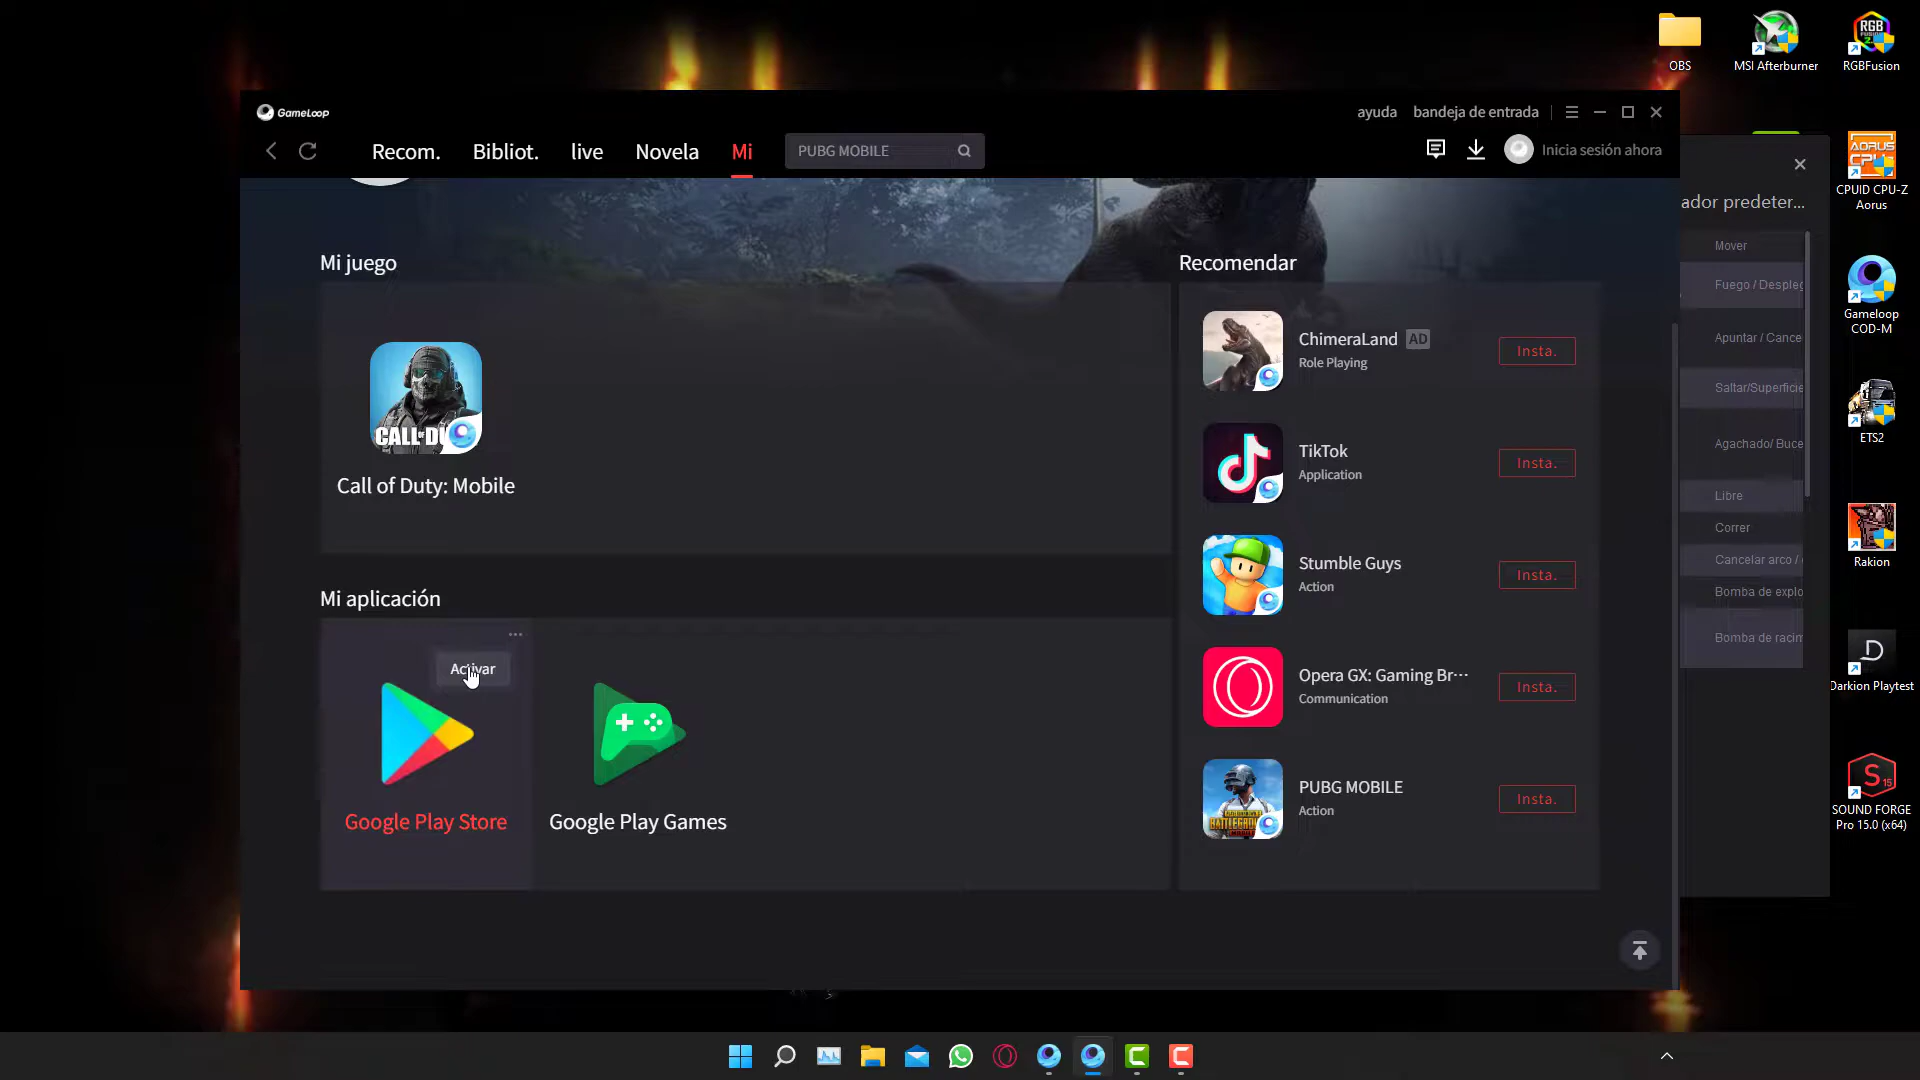 OBS
MSI Afterburner
RGBFusion
GameLoop
ayuda
bandeja de entrada
Recom.
Bibliot.
live
Novela
Mi
PUBG MOBILE
Inicia sesión ahora
ador predeter...
Mover
Fuego / Despleg
Apuntar / Cance
Saltar/Superficie
Agachado/ Buce
Libre
Correr
Cancelar arco /
Bomba de explo
Bomba de racin
CPUID CPU-Z
Aorus
Gameloop
COD-M
ETS2
Rakion
Darkion Playtest
SOUND FORGE
Pro 15.0 (x64)
Mi juego
CALL OF DU
Call of Duty: Mobile
Mi aplicación
Activar
Google Play Store
Google Play Games
Recomendar
ChimeraLand AD
Role Playing
Insta.
TikTok
Application
Insta.
Stumble Guys
Action
Insta.
Opera GX: Gaming Br···
Communication
Insta.
PUBG MOBILE
Action
Insta.